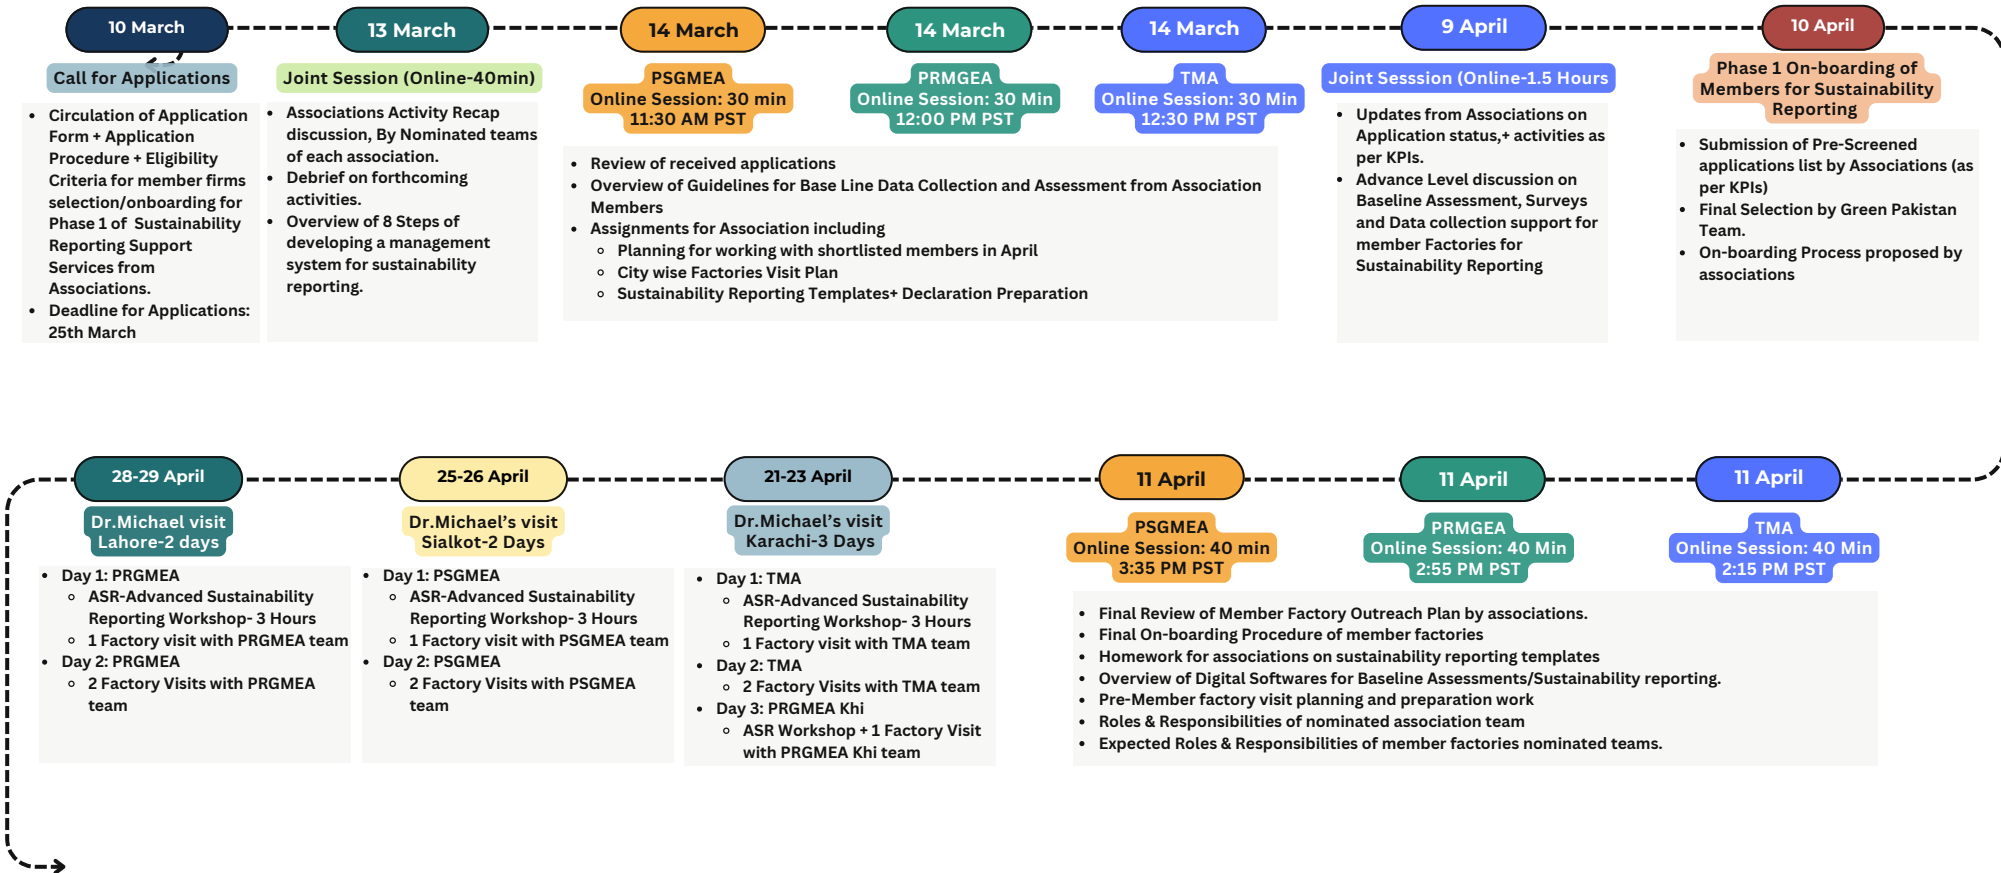 10 March
Call for Applications
• Circulation of Application
Form + Application
Procedure + Eligibility
Criteria for member firms
selection/onboarding for
Phase 1 of Sustainability
Reporting Support
Services from
Associations.
• Deadline for Applications:
25th March
13 March
Joint Session (Online-40min)
• Associations Activity Recap
discussion, By Nominated teams
of each association.
• Debrief on forthcoming
activities.
• Overview of 8 Steps of
developing a management
system for sustainability
reporting.
14 March
PSGMEA
Online Session: 30 min
11:30 AM PST
14 March
PRMGEA
Online Session: 30 Min
12:00 PM PST
14 March
TMA
Online Session: 30 Min
12:30 PM PST
• Review of received applications
• Overview of Guidelines for Base Line Data Collection and Assessment from Association
Members
• Assignments for Association including
◦ Planning for working with shortlisted members in April
◦ City wise Factories Visit Plan
◦ Sustainability Reporting Templates+ Declaration Preparation
9 April
Joint Sesssion (Online-1.5 Hours
• Updates from Associations on
Application status,+ activities as
per KPIs.
• Advance Level discussion on
Baseline Assessment, Surveys
and Data collection support for
member Factories for
Sustainability Reporting
10 April
Phase 1 On-boarding of
Members for Sustainability
Reporting
• Submission of Pre-Screened
applications list by Associations (as
per KPIs)
• Final Selection by Green Pakistan
Team.
• On-boarding Process proposed by
associations
28-29 April
Dr.Michael visit
Lahore-2 days
• Day 1: PRGMEA
◦ ASR-Advanced Sustainability
Reporting Workshop- 3 Hours
◦ 1 Factory visit with PRGMEA team
• Day 2: PRGMEA
◦ 2 Factory Visits with PRGMEA
team
25-26 April
Dr.Michael’s visit
Sialkot-2 Days
• Day 1: PSGMEA
◦ ASR-Advanced Sustainability
Reporting Workshop- 3 Hours
◦ 1 Factory visit with PSGMEA team
• Day 2: PSGMEA
◦ 2 Factory Visits with PSGMEA
team
21-23 April
Dr.Michael’s visit
Karachi-3 Days
• Day 1: TMA
◦ ASR-Advanced Sustainability
Reporting Workshop- 3 Hours
◦ 1 Factory visit with TMA team
• Day 2: TMA
◦ 2 Factory Visits with TMA team
• Day 3: PRGMEA Khi
◦ ASR Workshop + 1 Factory Visit
with PRGMEA Khi team
11 April
PSGMEA
Online Session: 40 min
3:35 PM PST
11 April
PRMGEA
Online Session: 40 Min
2:55 PM PST
11 April
TMA
Online Session: 40 Min
2:15 PM PST
• Final Review of Member Factory Outreach Plan by associations.
• Final On-boarding Procedure of member factories
• Homework for associations on sustainability reporting templates
• Overview of Digital Softwares for Baseline Assessments/Sustainability reporting.
• Pre-Member factory visit planning and preparation work
• Roles & Responsibilities of nominated association team
• Expected Roles & Responsibilities of member factories nominated teams.